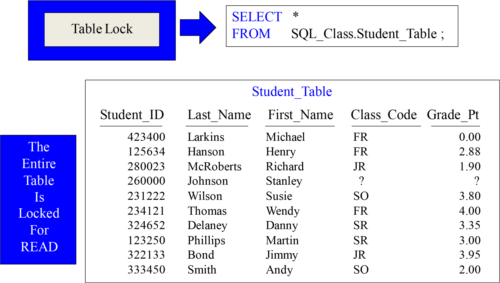 Table Lock
SELECT *
FROM SQL_Class.Student_Table ;
Student_Table
Student_ID Last_Name First_Name Class_Code Grade_Pt
423400 Larkins Michael FR 0.00
125634 Hanson Henry FR 2.88
280023 McRoberts Richard JR 1.90
260000 Johnson Stanley ? ?
231222 Wilson Susie SO 3.80
234121 Thomas Wendy FR 4.00
324652 Delaney Danny SR 3.35
123250 Phillips Martin SR 3.00
322133 Bond Jimmy JR 3.95
333450 Smith Andy SO 2.00
The
Entire
Table
Is
Locked
For
READ